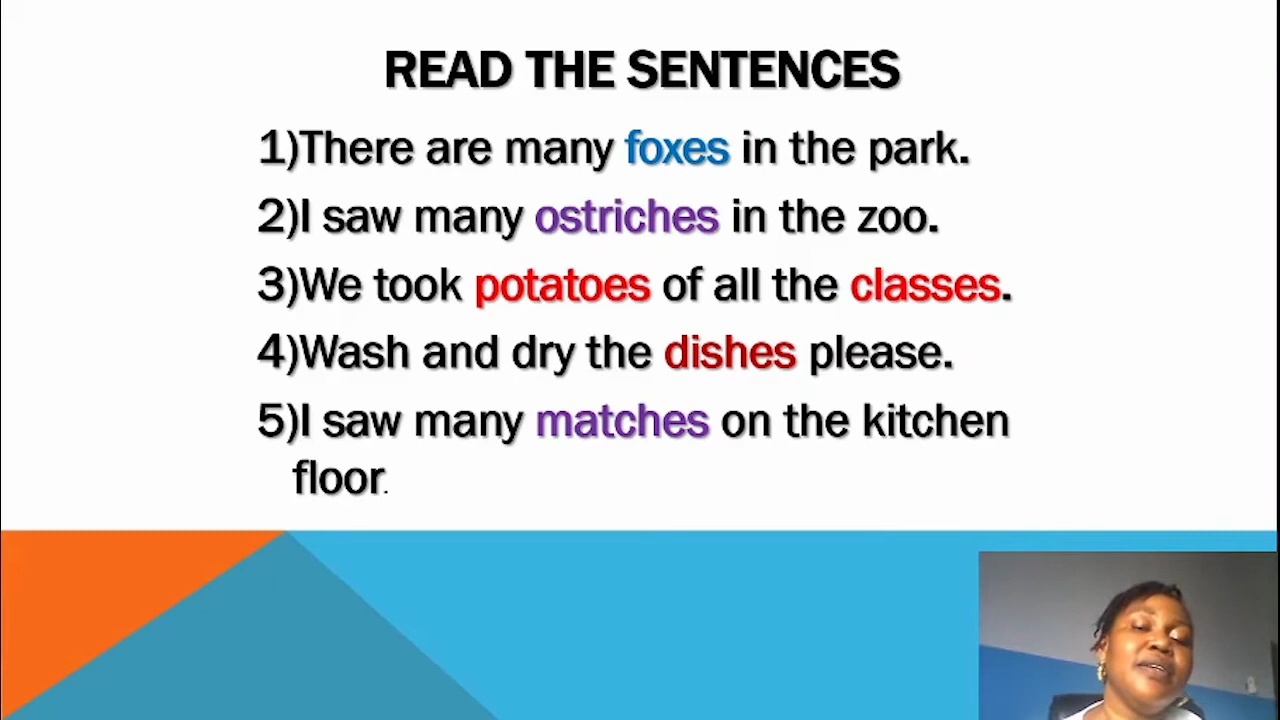 READ THE SENTENCES
1)There are many foxes in the park.
2)I saw many ostriches in the zoo.
3)We took potatoes of all the classes.
4)Wash and dry the dishes please.
5)I saw many matches on the kitchen
floor.